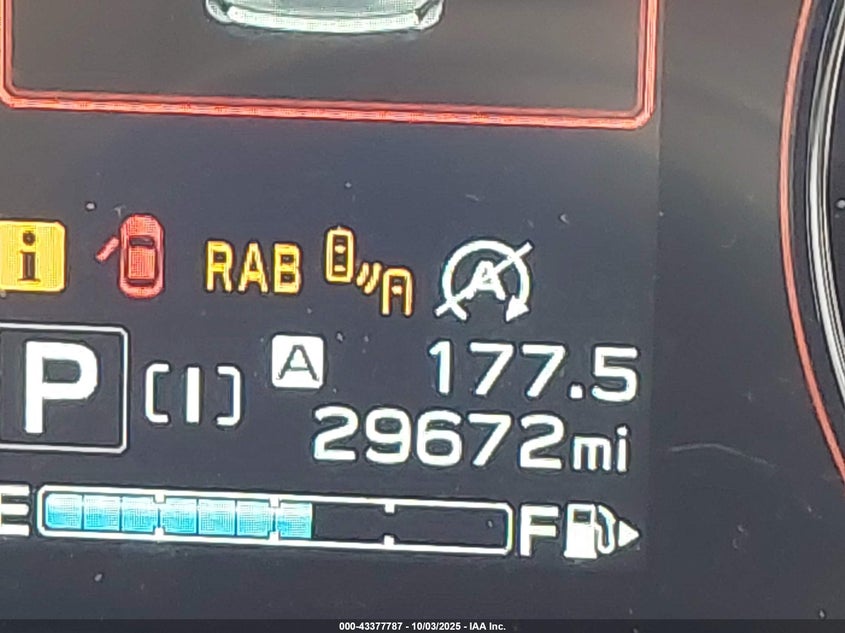 i RAB A
P [I] A 177.5
29672mi
E F
000-43377787 - 10/03/2025 - IAA Inc.